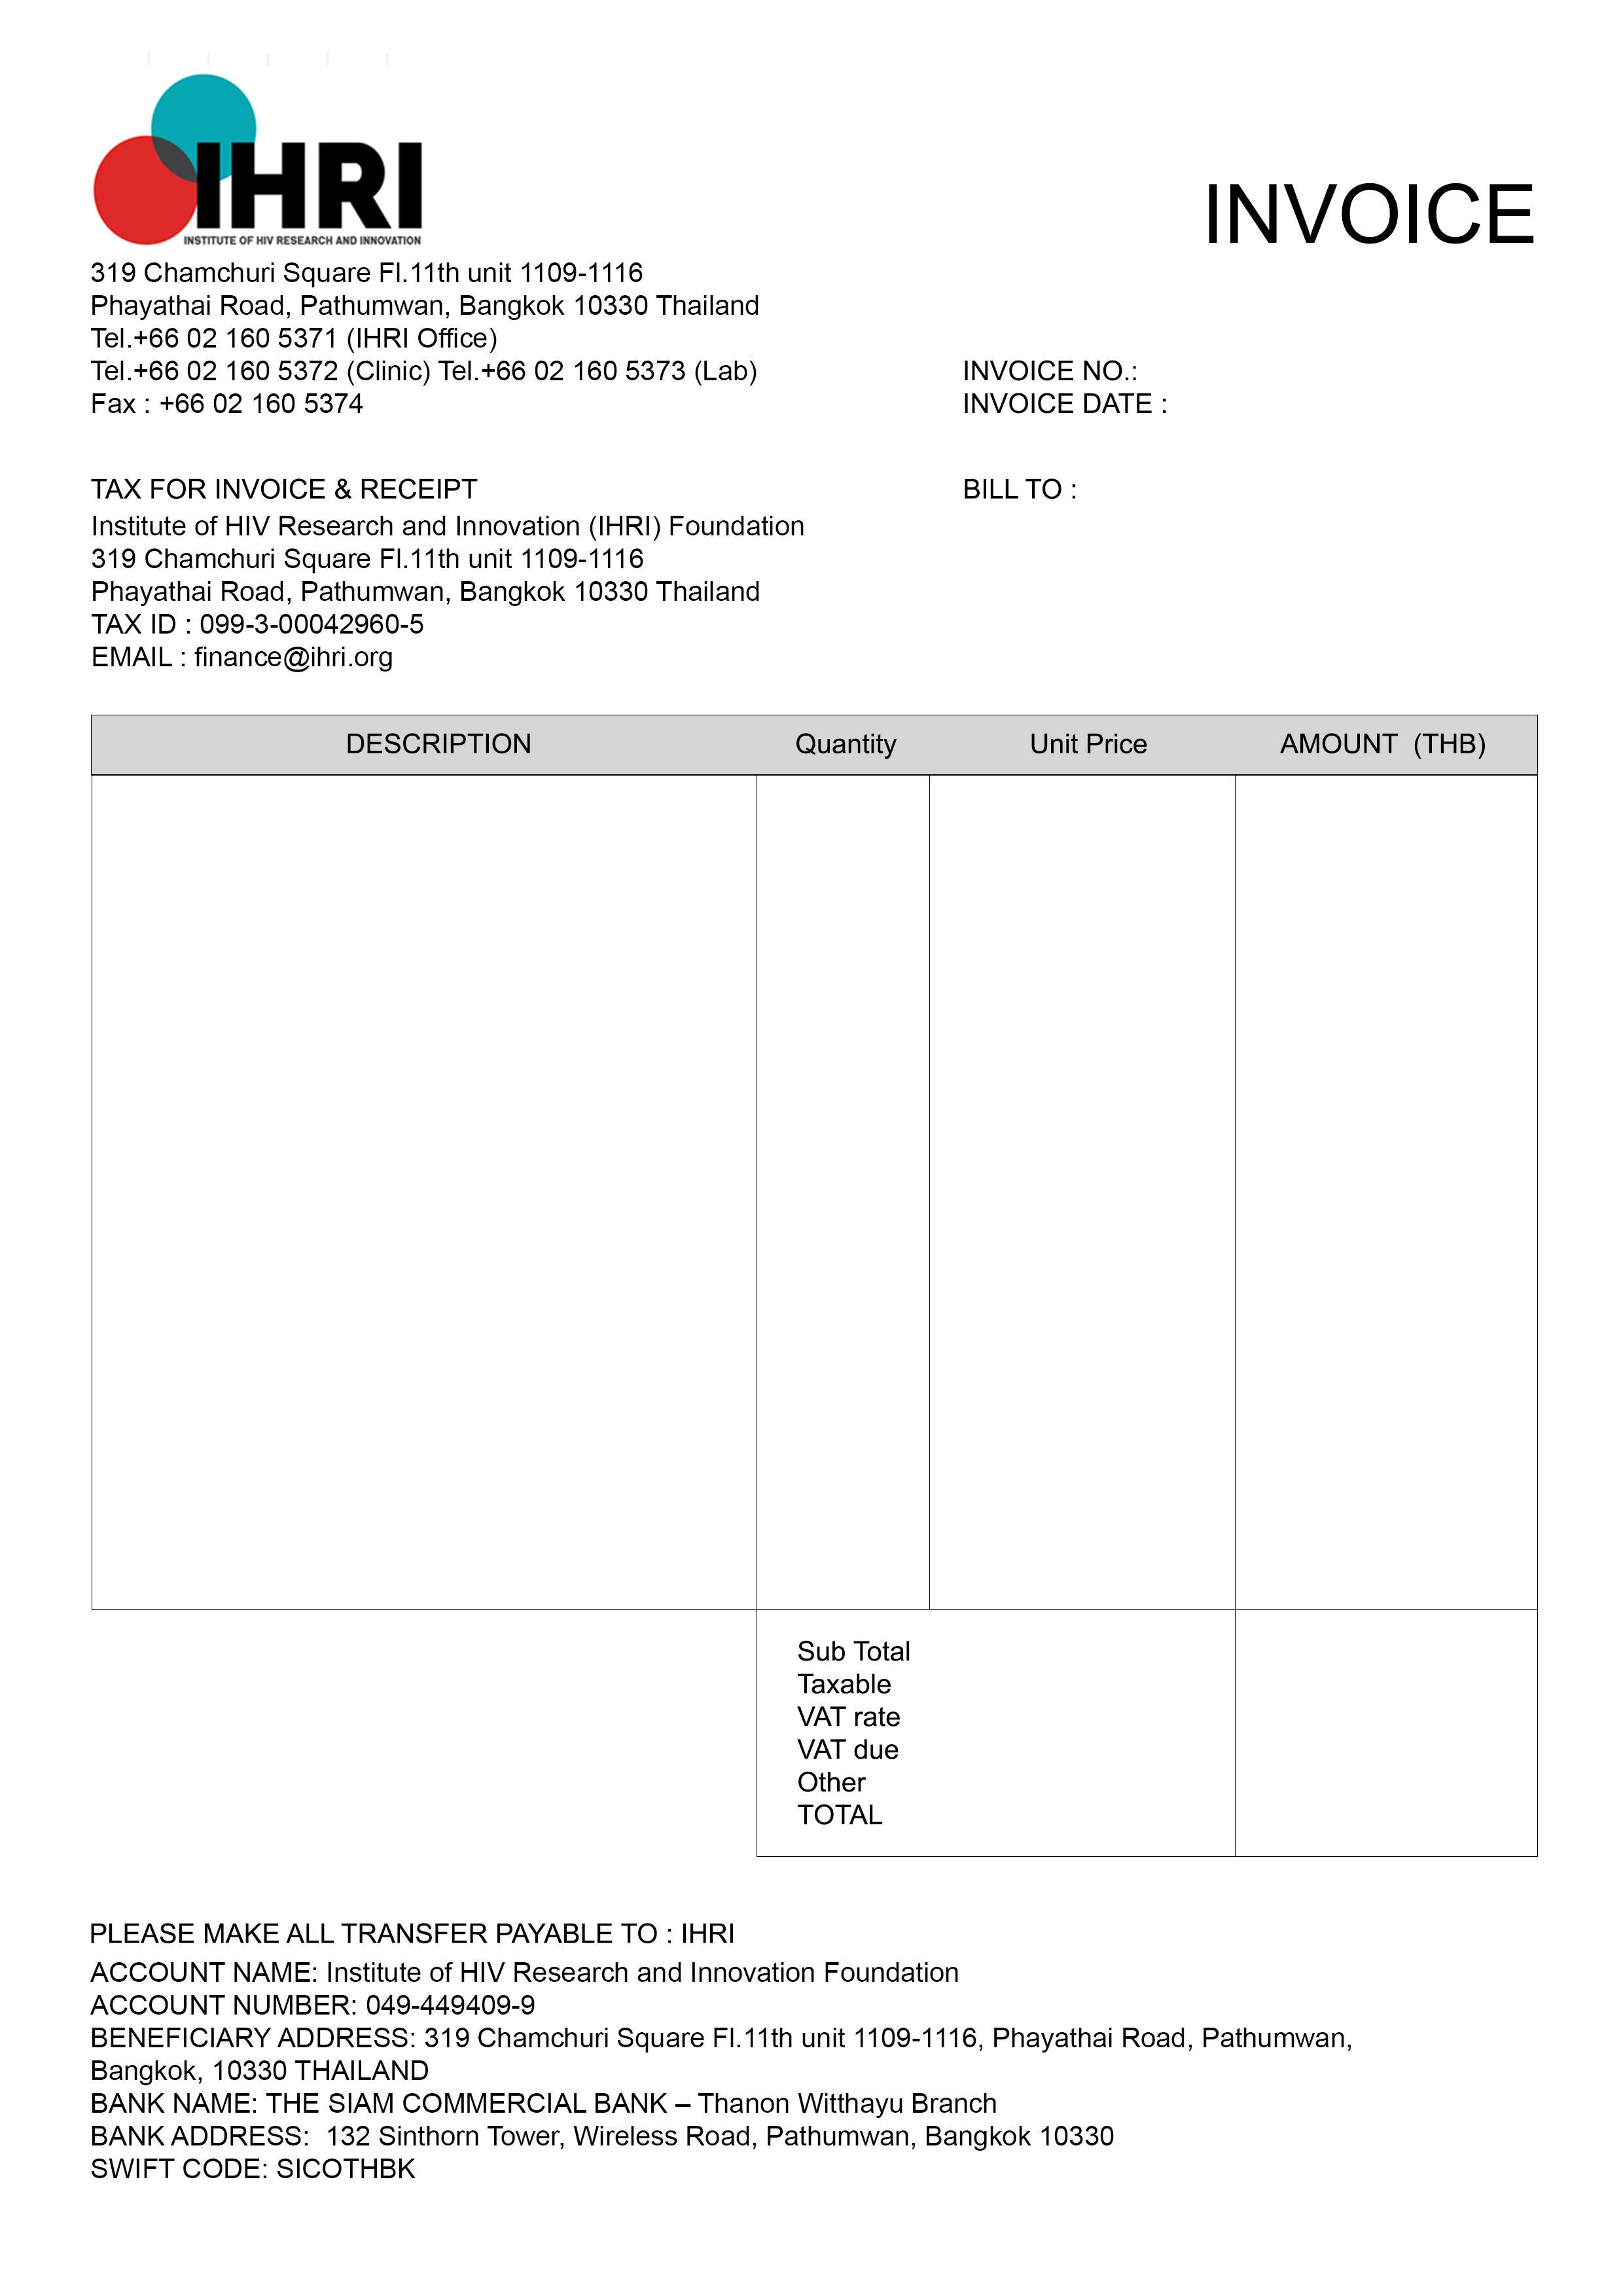 IHRI
INSTITUTE OF HIV RESEARCH AND INNOVATION
INVOICE
319 Chamchuri Square Fl.11th unit 1109-1116
Phayathai Road, Pathumwan, Bangkok 10330 Thailand
Tel.+66 02 160 5371 (IHRI Office)
Tel.+66 02 160 5372 (Clinic) Tel.+66 02 160 5373 (Lab)
Fax : +66 02 160 5374
INVOICE NO.:
INVOICE DATE :
TAX FOR INVOICE & RECEIPT
Institute of HIV Research and Innovation (IHRI) Foundation
319 Chamchuri Square Fl.11th unit 1109-1116
Phayathai Road, Pathumwan, Bangkok 10330 Thailand
TAX ID : 099-3-00042960-5
EMAIL : finance@ihri.org
BILL TO :
DESCRIPTION Quantity Unit Price AMOUNT (THB)
Sub Total
Taxable
VAT rate
VAT due
Other
TOTAL
PLEASE MAKE ALL TRANSFER PAYABLE TO : IHRI
ACCOUNT NAME: Institute of HIV Research and Innovation Foundation
ACCOUNT NUMBER: 049-449409-9
BENEFICIARY ADDRESS: 319 Chamchuri Square Fl.11th unit 1109-1116, Phayathai Road, Pathumwan,
Bangkok, 10330 THAILAND
BANK NAME: THE SIAM COMMERCIAL BANK – Thanon Witthayu Branch
BANK ADDRESS: 132 Sinthorn Tower, Wireless Road, Pathumwan, Bangkok 10330
SWIFT CODE: SICOTHBK